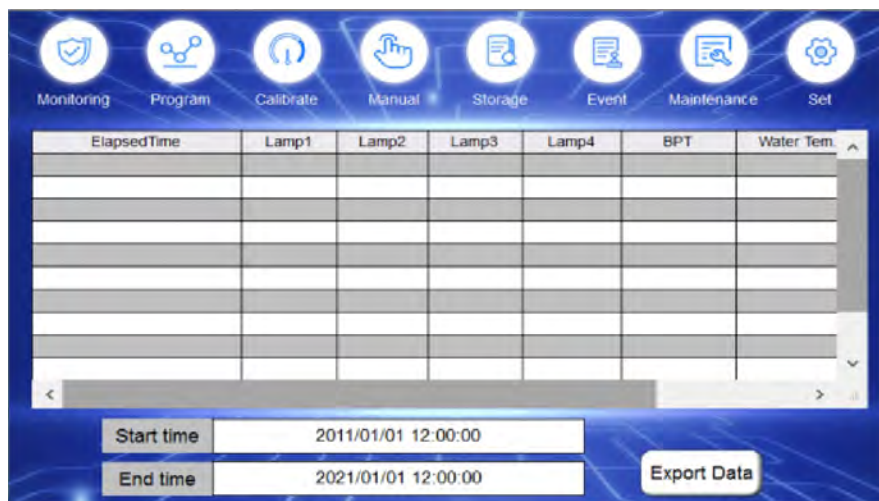 Monitoring Program Calibrate Manual Storage Event Maintenance Set
ElapsedTime Lamp1 Lamp2 Lamp3 Lamp4 BPT Water Tem.
Start time 2011/01/01 12:00:00
End time 2021/01/01 12:00:00
Export Data